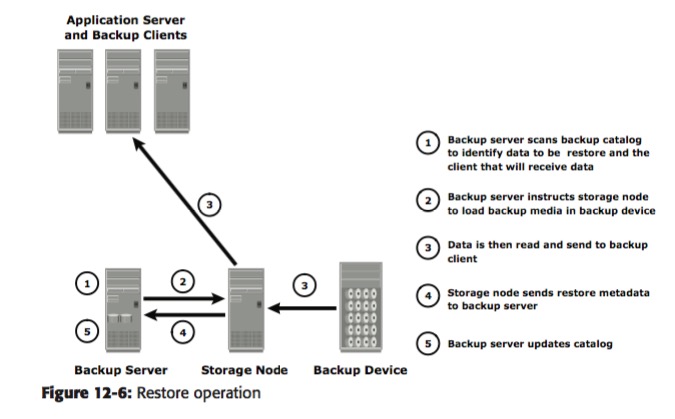 Application Server
and Backup Clients
1
Backup server scans backup catalog
to identify data to be restore and the
client that will receive data
2
Backup server instructs storage node
to load backup media in backup device
3
3
Data is then read and send to backup
client
1
2
3
4
Storage node sends restore metadata
to backup server
5
4
5
Backup server updates catalog
Backup Server
Storage Node
Backup Device
Figure 12-6: Restore operation